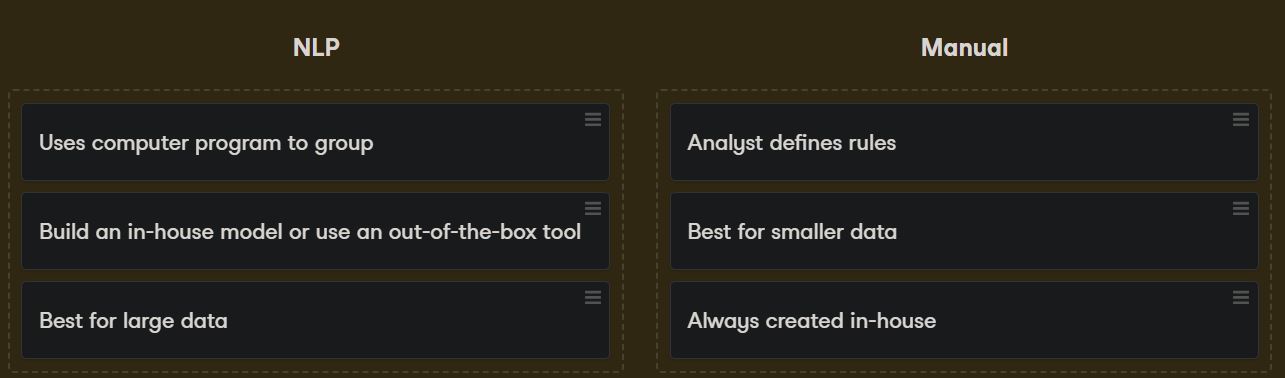 NLP
Manual
Uses computer program to group
Analyst defines rules
Build an in-house model or use an out-of-the-box tool
Best for smaller data
Best for large data
Always created in-house